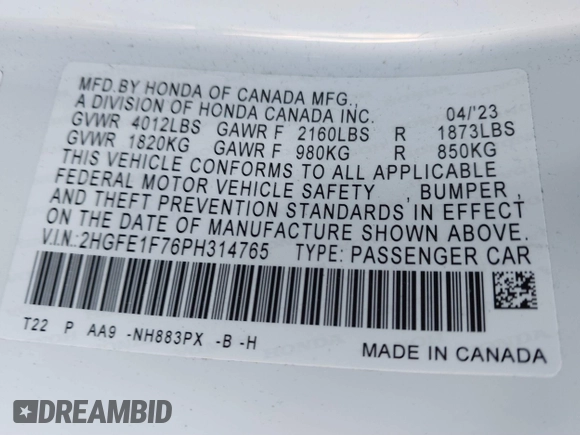 MFD.BY HONDA OF CANADA MFG.,
A DIVISION OF HONDA CANADA INC. 04/'23
GVWR 4012LBS GAWR F 2160LBS R 1873LBS
GVWR 1820KG GAWR F 980KG R 850KG
THIS VEHICLE CONFORMS TO ALL APPLICABLE
FEDERAL MOTOR VEHICLE SAFETY , BUMPER ,
AND THEFT PREVENTION STANDARDS IN EFFECT
ON THE DATE OF MANUFACTURE SHOWN ABOVE.
V.I.N.:2HGFE1F76PH314765 TYPE: PASSENGER CAR
T22 P AA9 -NH883PX -B -H
MADE IN CANADA
DREAMBID